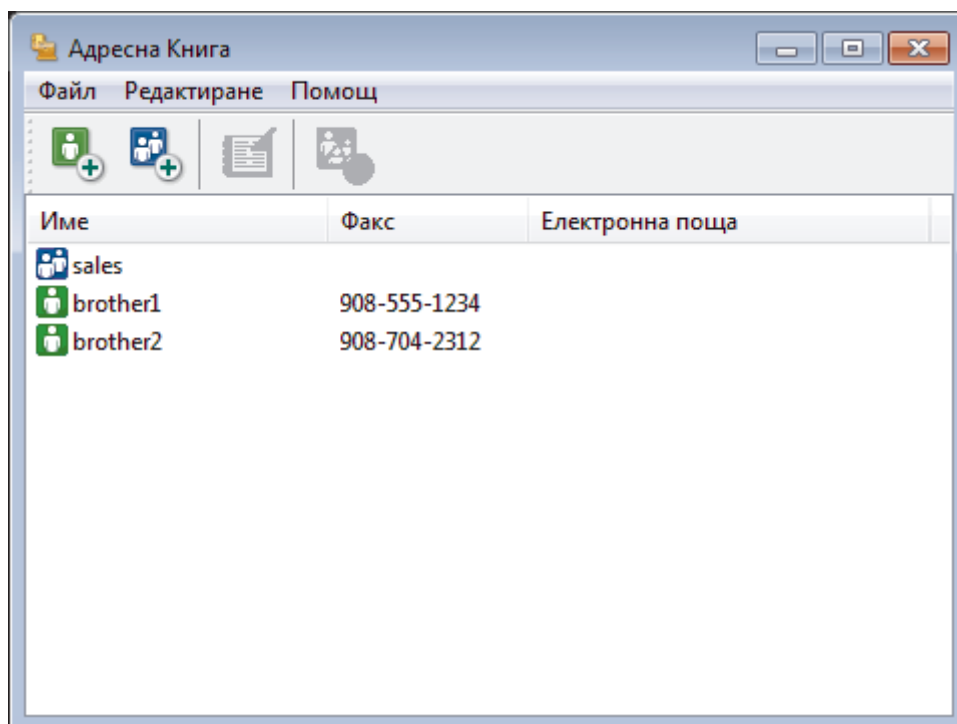 Адресна Книга
Файл Редактиране Помощ
Име Факс Електронна поща
sales
brother1 908-555-1234
brother2 908-704-2312